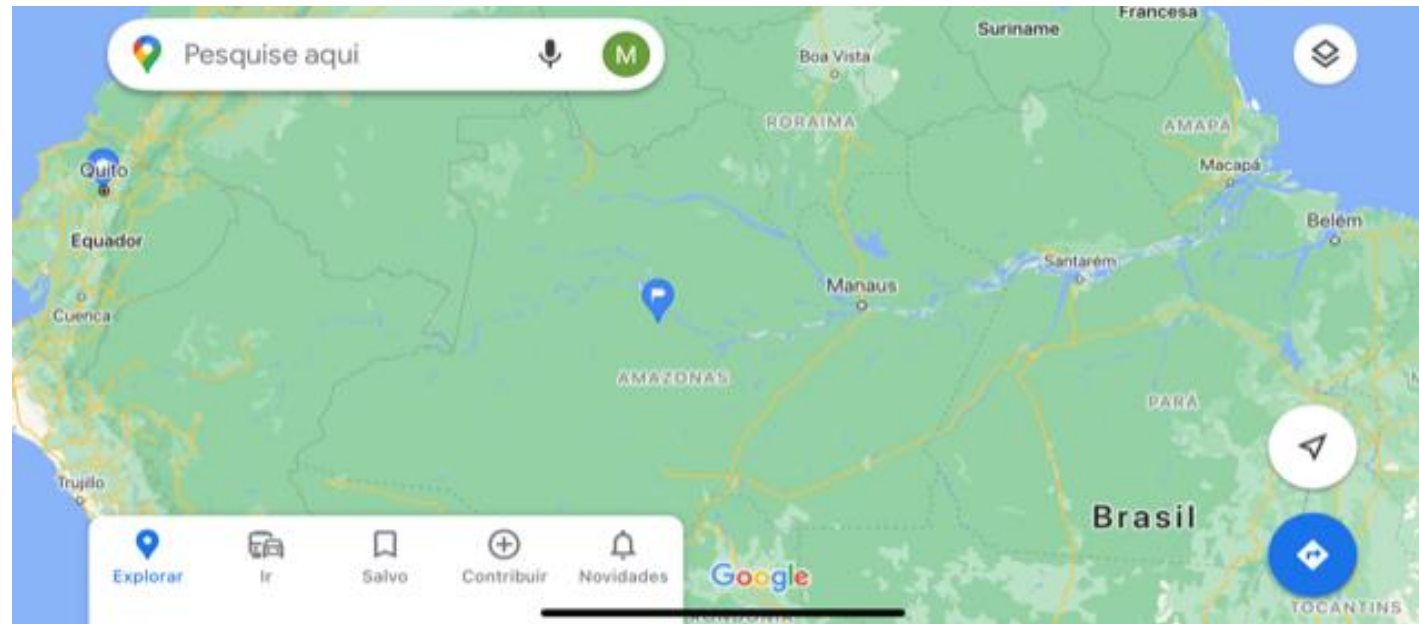 Francesa
Suriname
Pesquise aqui
M
Boa Vista
RORAIMA
AMAPÁ
Macapá
Quito
Belém
Equador
Santarém
Manaus
Cuenca
AMAZONAS
PARÁ
Trujillo
Brasil
Explorar
Ir
Salvo
Contribuir
Novidades
Google
TOCANTINS